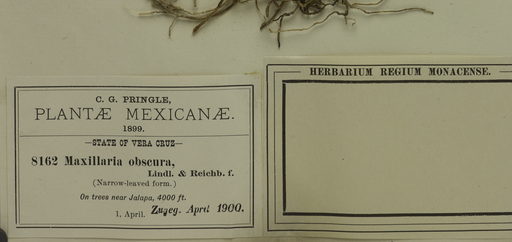 C. G. PRINGLE,
PLANTÆ MEXICANÆ.
1899.
—STATE OF VERA CRUZ—
8162 Maxillaria obscura,
Lindl. & Reichb. f.
(Narrow-leaved form.)
On trees near Jalapa, 4000 ft.
1, April. Zugeg. April 1900.
HERBARIUM REGIUM MONACENSE.